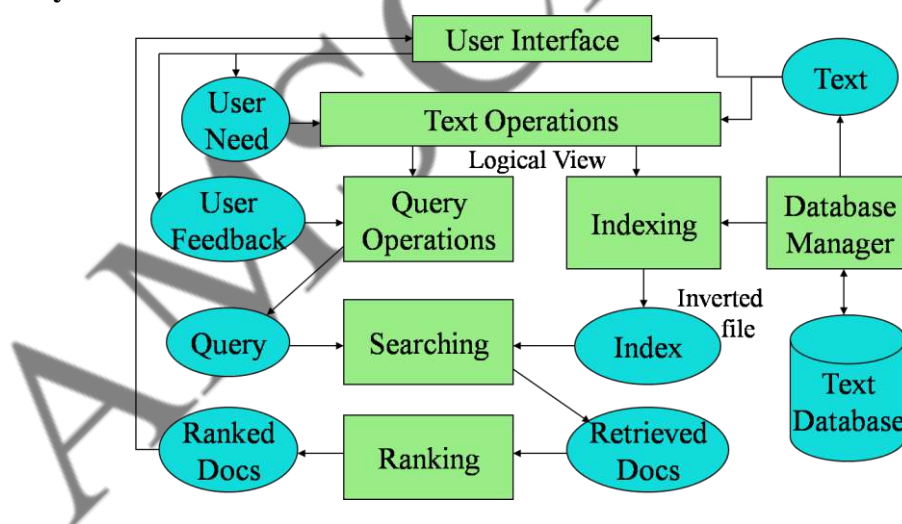 User Interface
Text
User
Need
Text Operations
Logical View
User
Feedback
Query
Operations
Indexing
Database
Manager
Inverted
file
Query
Searching
Index
Text
Database
Ranked
Docs
Ranking
Retrieved
Docs